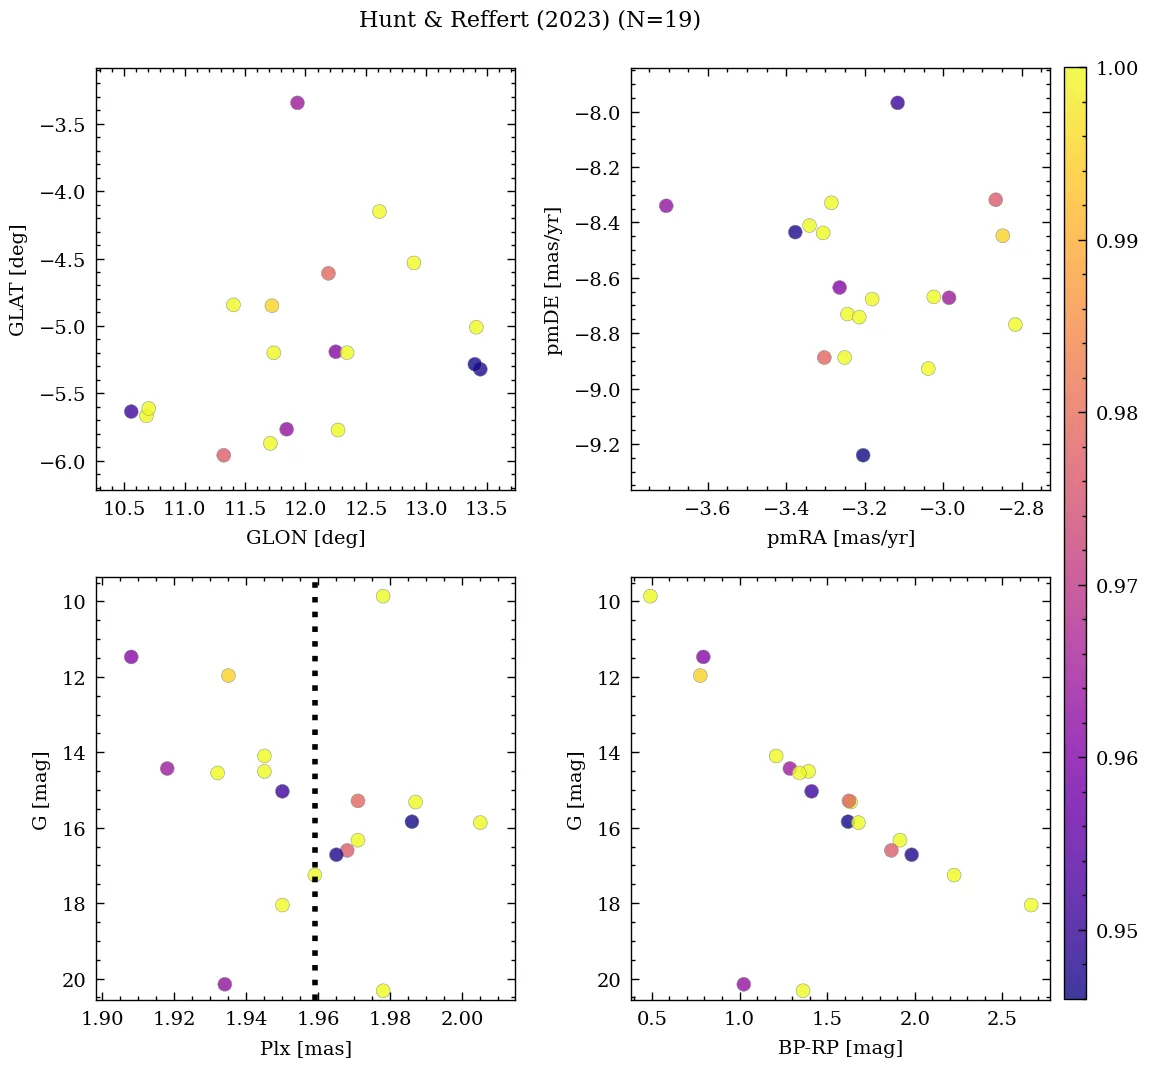 Hunt & Reffert (2023) (N=19)
−3.5
−4.0
−4.5
−5.0
−5.5
−6.0
GLAT [deg]
10.5 11.0 11.5 12.0 12.5 13.0 13.5
GLON [deg]
−8.0
−8.2
−8.4
−8.6
−8.8
−9.0
−9.2
pmDE [mas/yr]
−3.6 −3.4 −3.2 −3.0 −2.8
pmRA [mas/yr]
10
12
14
16
18
20
G [mag]
1.90 1.92 1.94 1.96 1.98 2.00
Plx [mas]
10
12
14
16
18
20
G [mag]
0.5 1.0 1.5 2.0 2.5
BP-RP [mag]
1.00
0.99
0.98
0.97
0.96
0.95